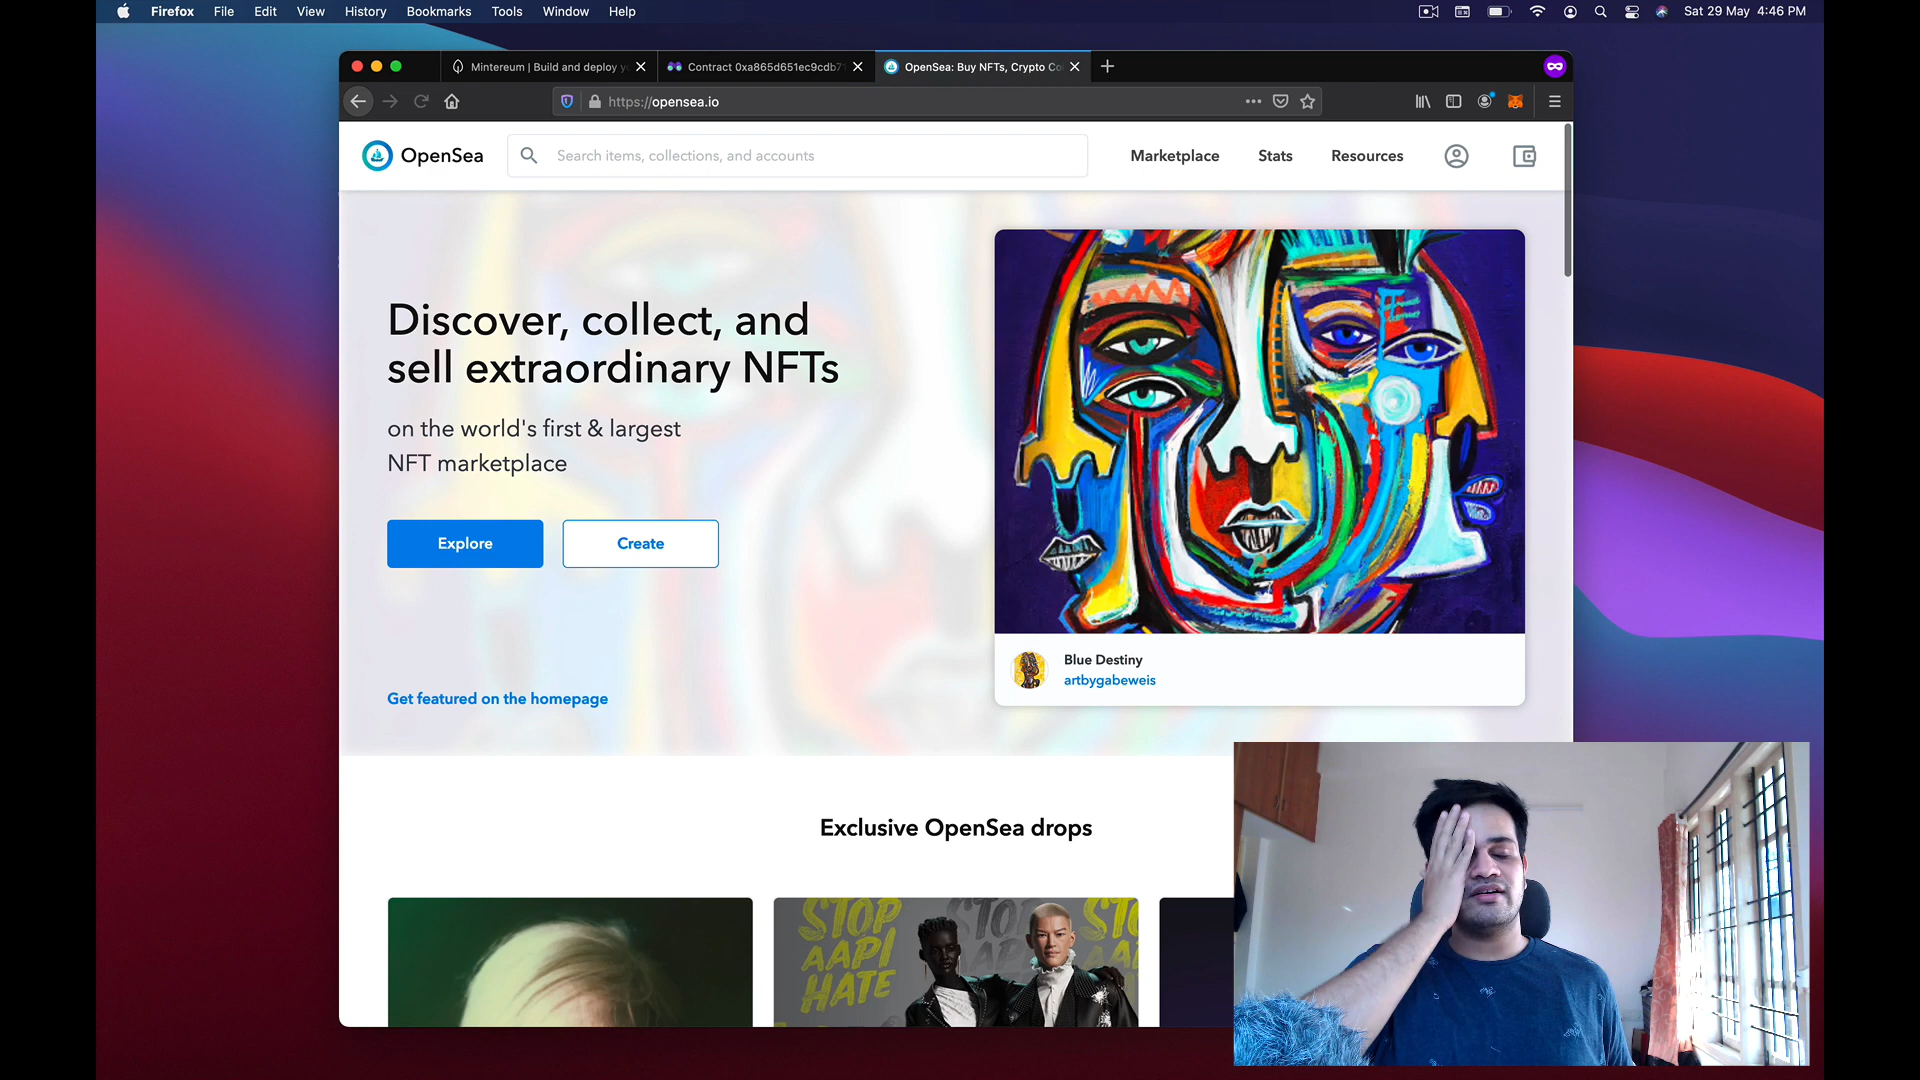 Firefox File Edit View History Bookmarks Tools Window Help
Sat 29 May 4:46 PM
Mintereum | Build and deploy y
Contract 0xa865d651ec9cdb7
OpenSea: Buy NFTs, Crypto Co
https://opensea.io
OpenSea
Search items, collections, and accounts
Marketplace Stats Resources
Discover, collect, and
sell extraordinary NFTs
on the world's first & largest
NFT marketplace
Explore
Create
Get featured on the homepage
Blue Destiny
artbygabeweis
Exclusive OpenSea drops
STOP
AAPI
HATE